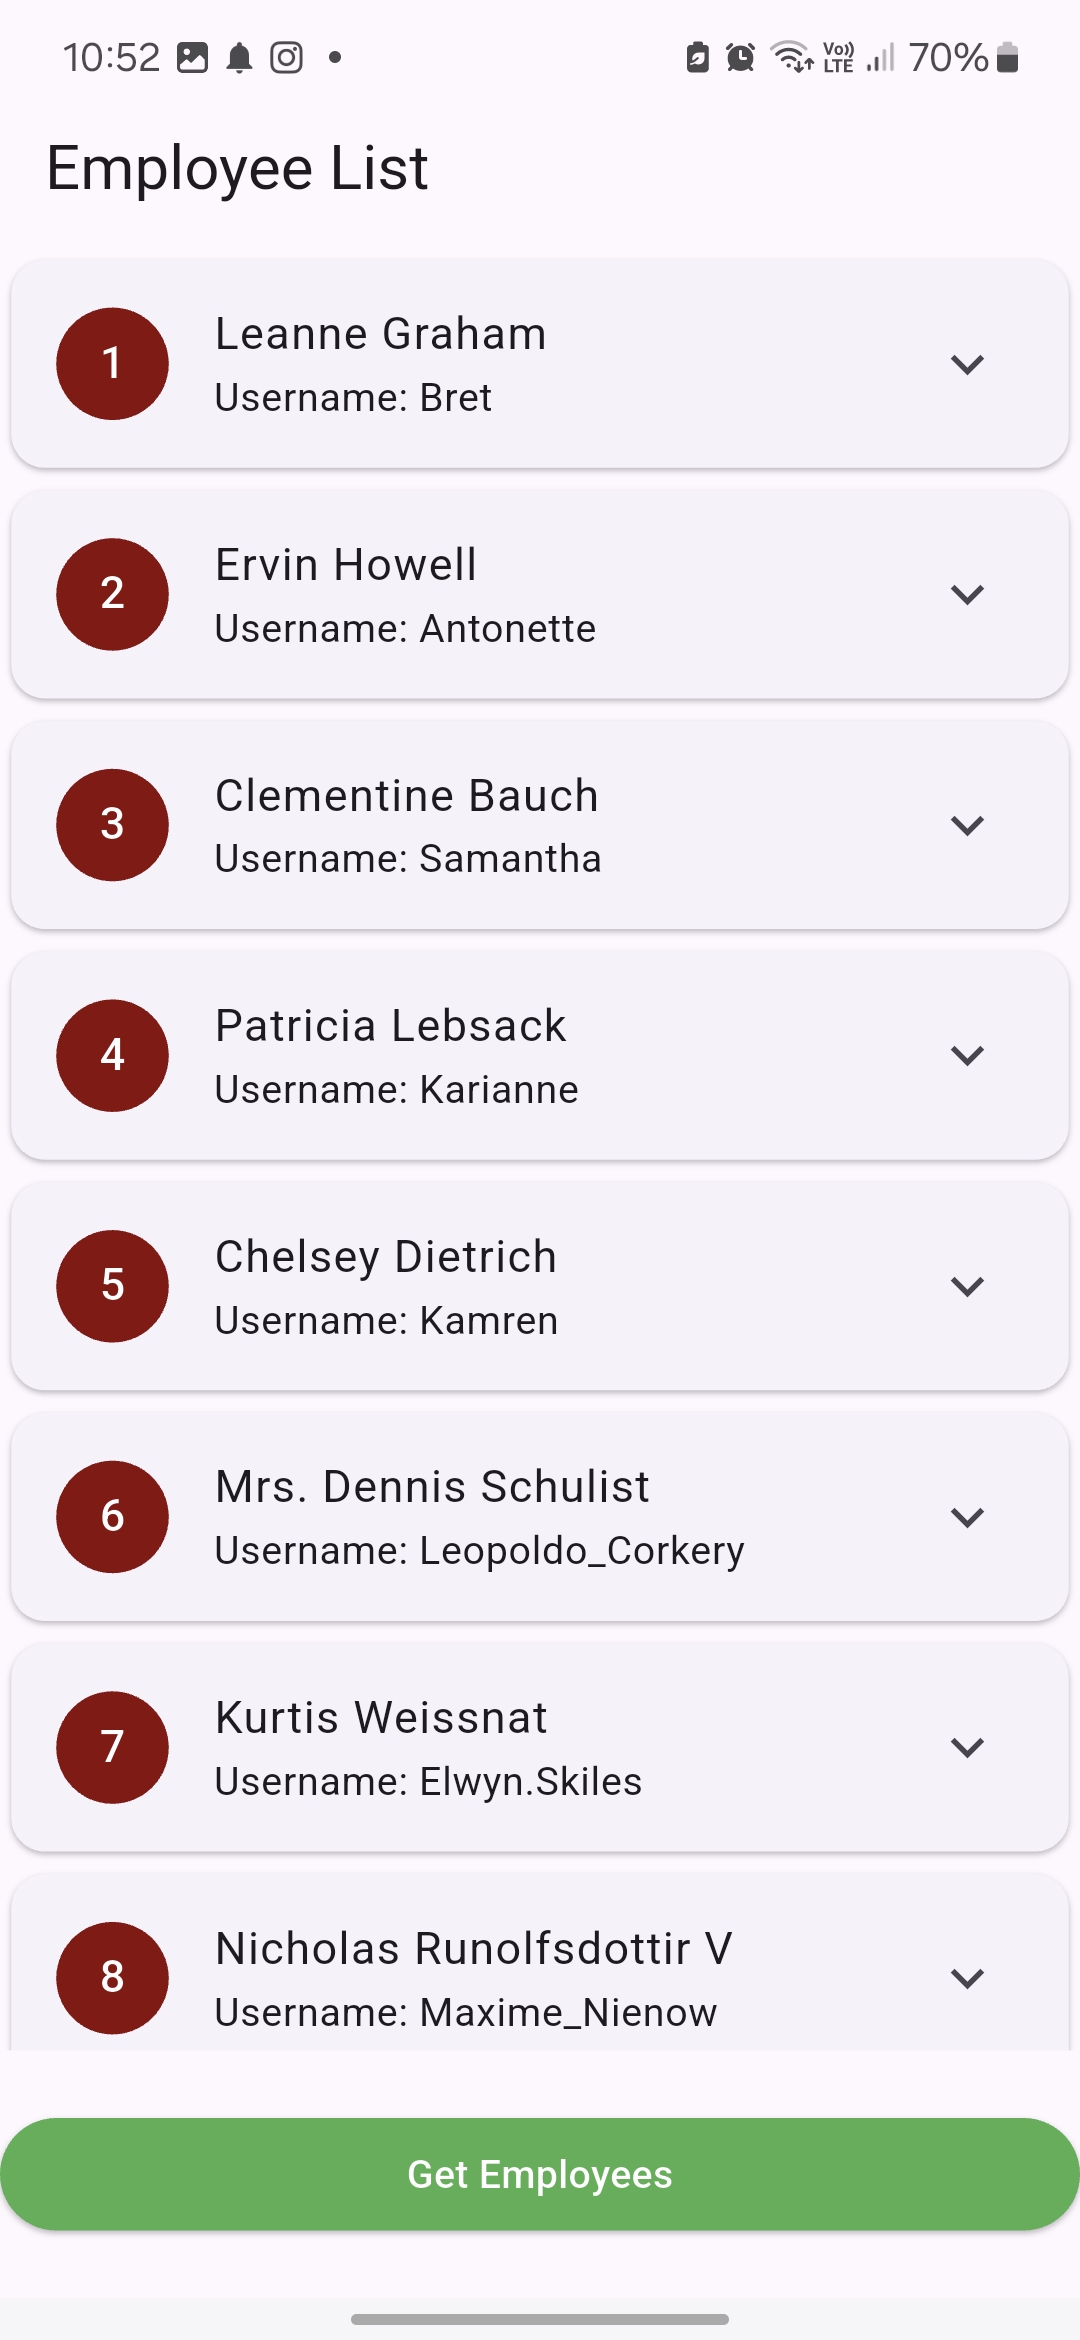 10:52
Vo)) LTE
70%
Employee List
1
Leanne Graham
Username: Bret
2
Ervin Howell
Username: Antonette
3
Clementine Bauch
Username: Samantha
4
Patricia Lebsack
Username: Karianne
5
Chelsey Dietrich
Username: Kamren
6
Mrs. Dennis Schulist
Username: Leopoldo_Corkery
7
Kurtis Weissnat
Username: Elwyn.Skiles
8
Nicholas Runolfsdottir V
Username: Maxime_Nienow
Get Employees